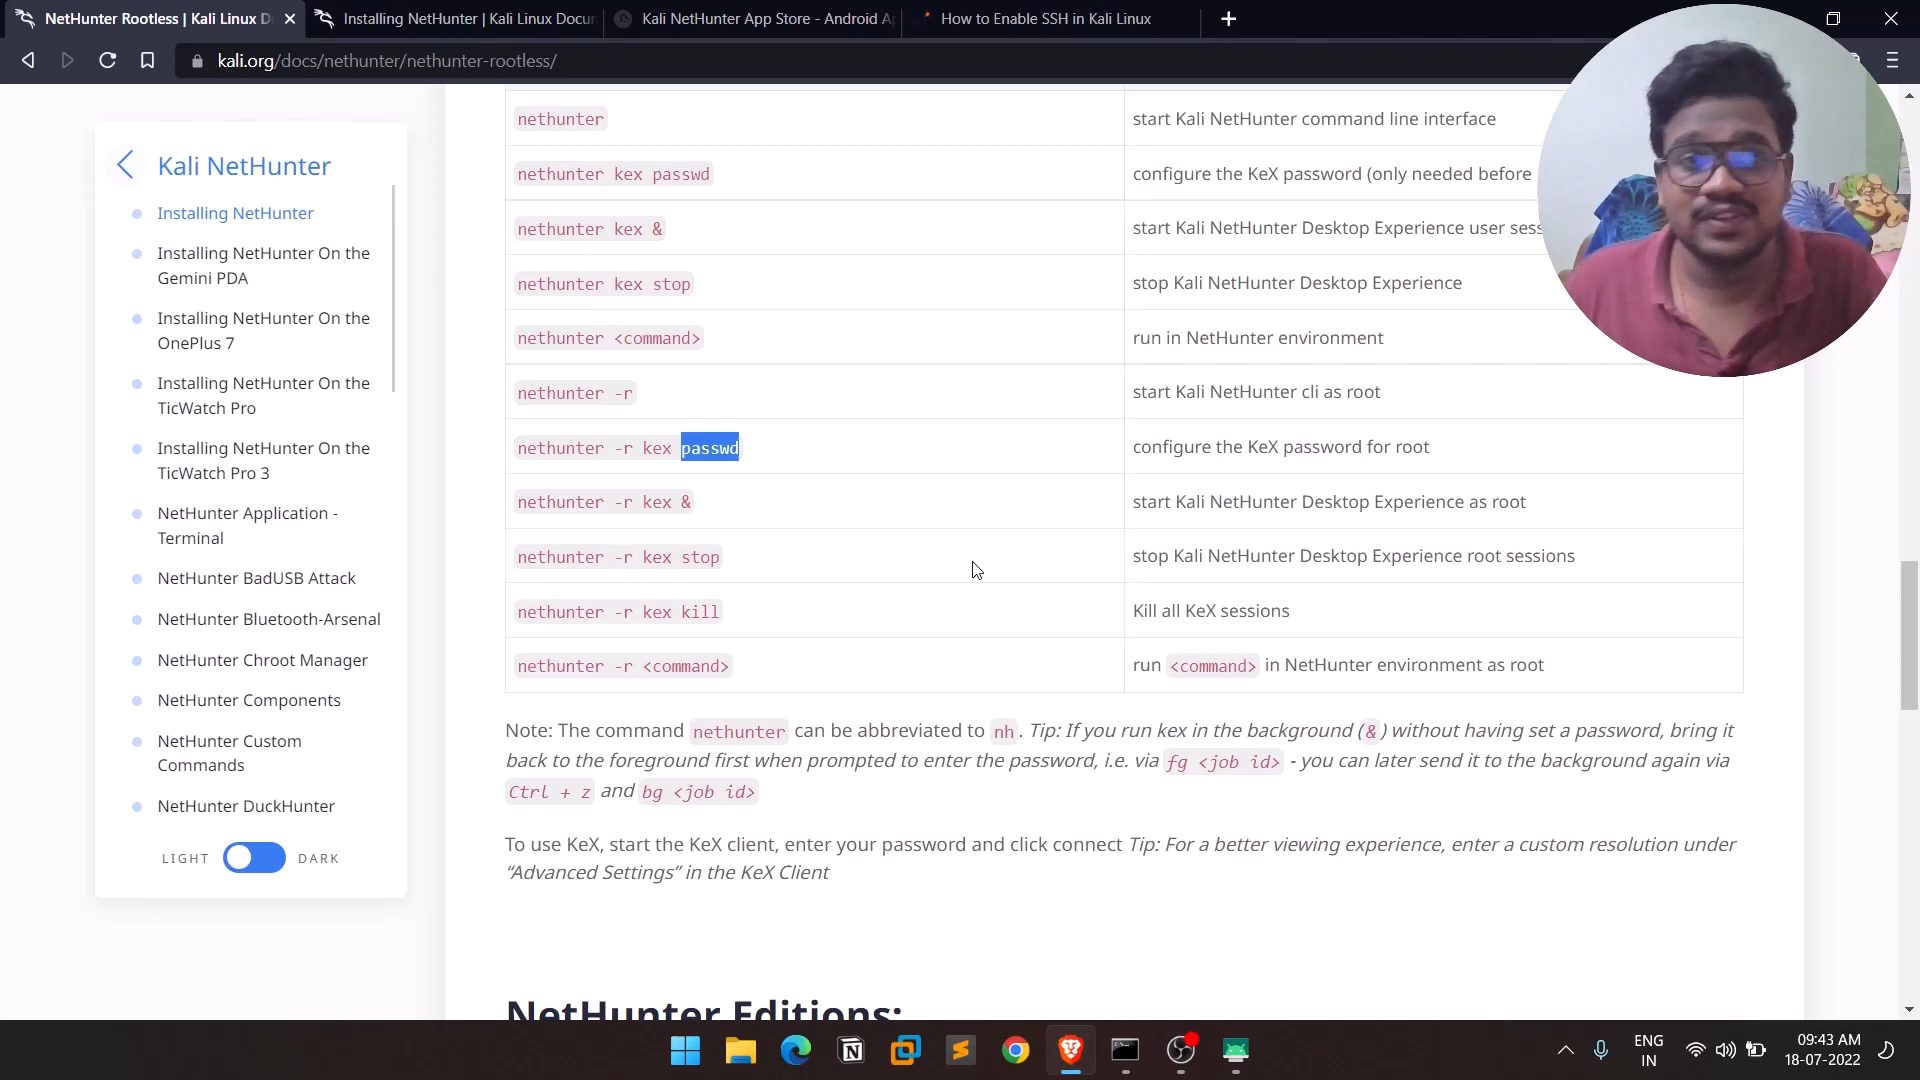 NetHunter Rootless | Kali Linux D
Installing NetHunter | Kali Linux Docu
Kali NetHunter App Store - Android A
How to Enable SSH in Kali Linux
kali.org/docs/nethunter/nethunter-rootless/
Kali NetHunter
Installing NetHunter
Installing NetHunter On the
Gemini PDA
Installing NetHunter On the
OnePlus 7
Installing NetHunter On the
TicWatch Pro
Installing NetHunter On the
TicWatch Pro 3
NetHunter Application -
Terminal
NetHunter BadUSB Attack
NetHunter Bluetooth-Arsenal
NetHunter Chroot Manager
NetHunter Components
NetHunter Custom
Commands
NetHunter DuckHunter
LIGHT DARK
nethunter start Kali NetHunter command line interface
nethunter kex passwd configure the KeX password (only needed before
nethunter kex & start Kali NetHunter Desktop Experience user sess
nethunter kex stop stop Kali NetHunter Desktop Experience
nethunter <command> run in NetHunter environment
nethunter -r start Kali NetHunter cli as root
nethunter -r kex passwd configure the KeX password for root
nethunter -r kex & start Kali NetHunter Desktop Experience as root
nethunter -r kex stop stop Kali NetHunter Desktop Experience root sessions
nethunter -r kex kill Kill all KeX sessions
nethunter -r <command> run <command> in NetHunter environment as root
Note: The command nethunter can be abbreviated to nh. Tip: If you run kex in the background (&) without having set a password, bring it
back to the foreground first when prompted to enter the password, i.e. via fg <job id> - you can later send it to the background again via
Ctrl + z and bg <job id>
To use KeX, start the KeX client, enter your password and click connect Tip: For a better viewing experience, enter a custom resolution under
“Advanced Settings” in the KeX Client
NetHunter Editions:
ENG
IN
09:43 AM
18-07-2022